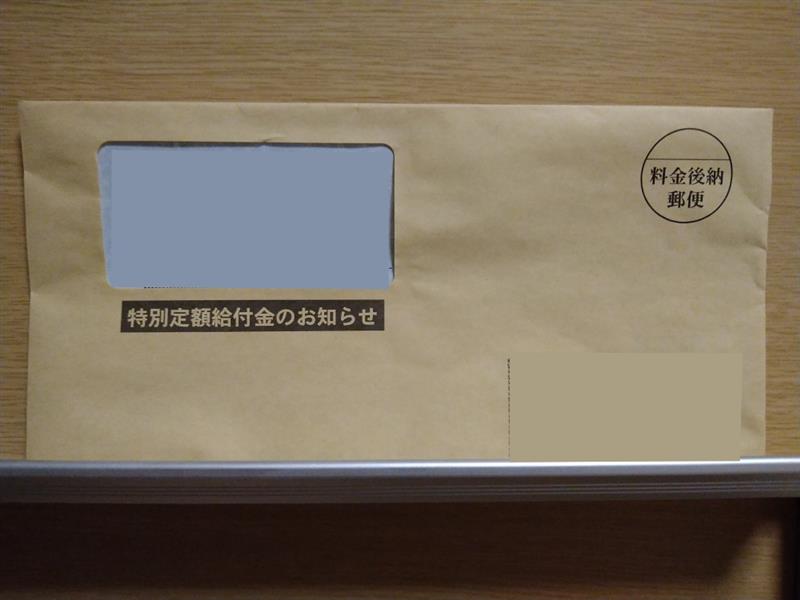 料金後納
郵便
特別定額給付金のお知らせ